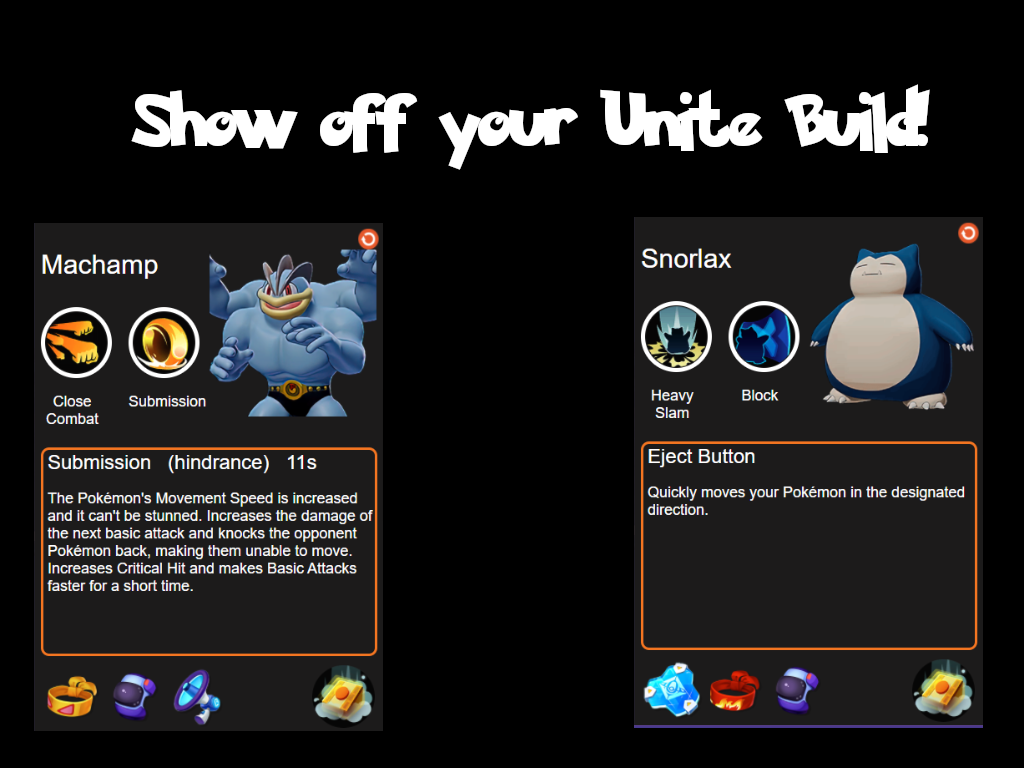 Show off your Unite Build!
Machamp
Close
Combat
Submission
Submission (hindrance) 11s
The Pokémon's Movement Speed is increased
and it can't be stunned. Increases the damage of
the next basic attack and knocks the opponent
Pokémon back, making them unable to move.
Increases Critical Hit and makes Basic Attacks
faster for a short time.
Snorlax
Heavy
Slam
Block
Eject Button
Quickly moves your Pokémon in the designated
direction.